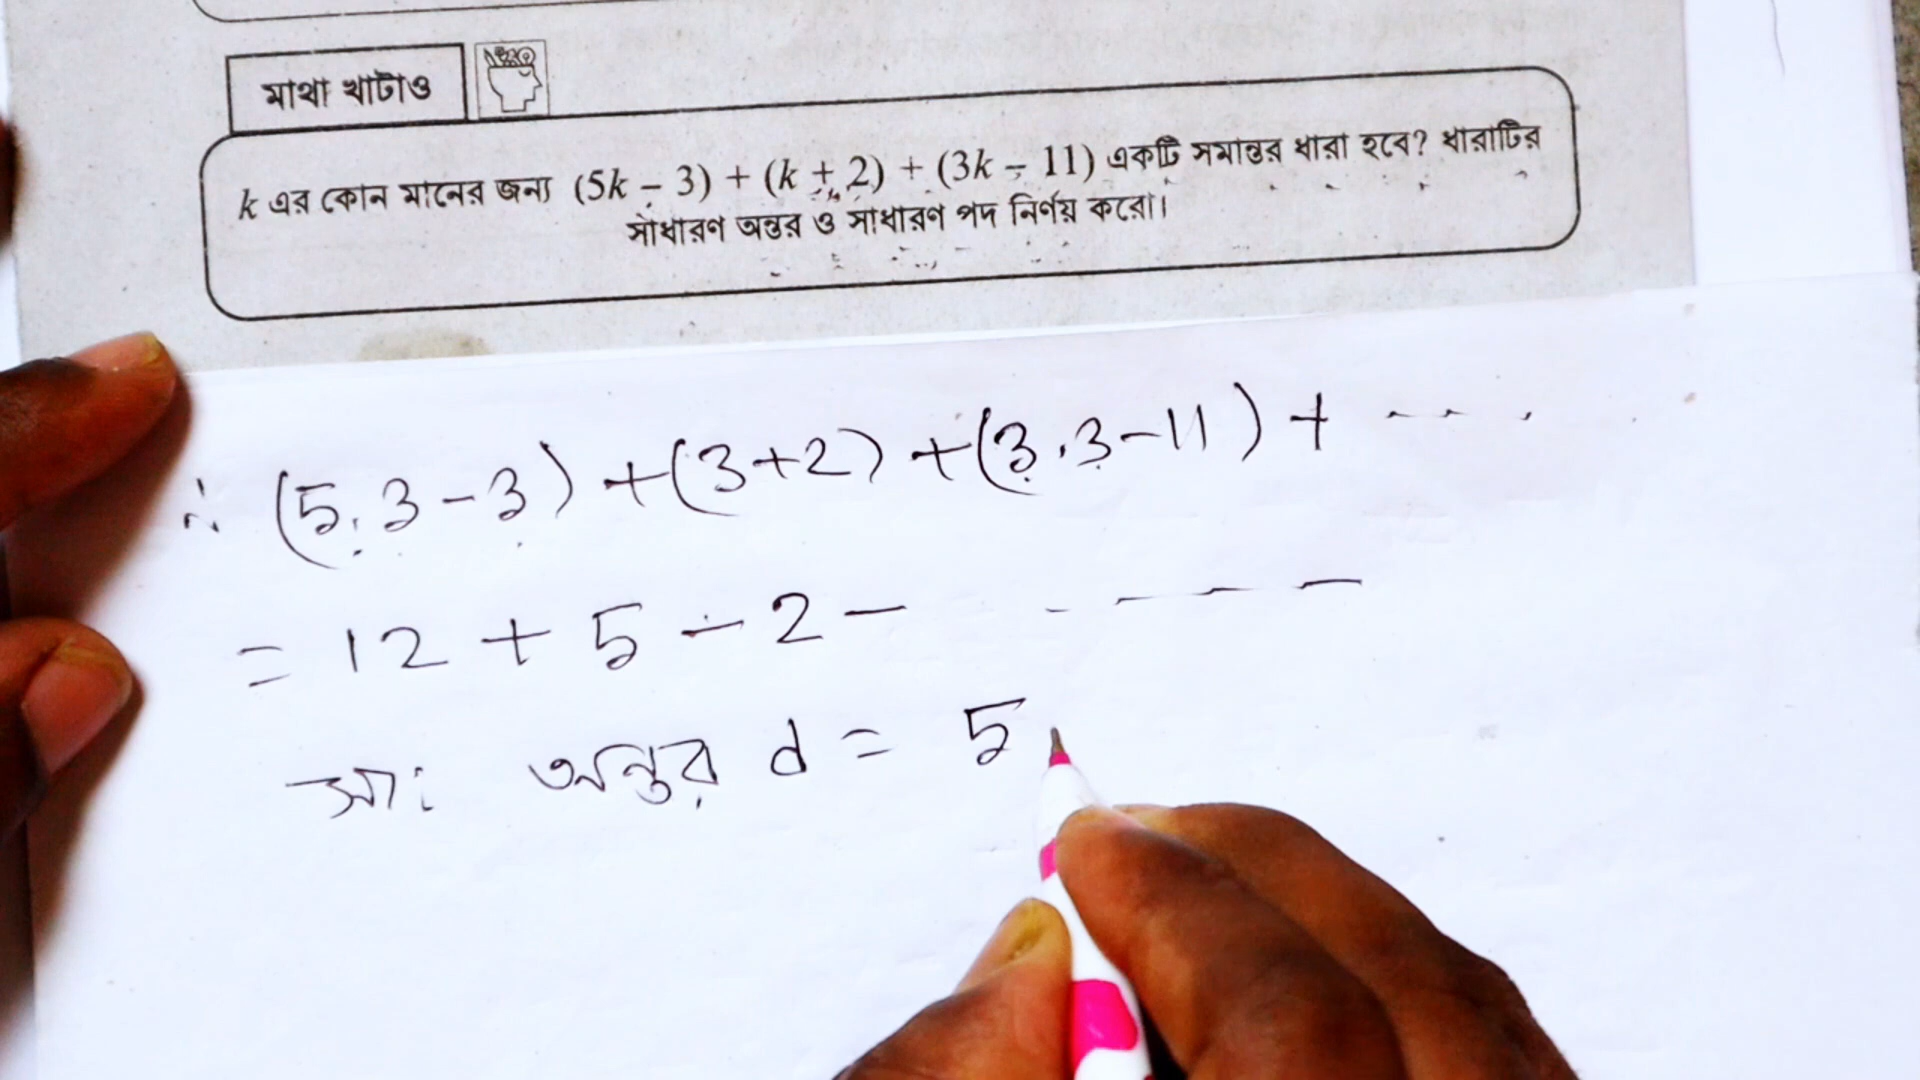 মাথা খাটাও
k এর কোন মানের জন্য (5k – 3) + (k + 2) + (3k – 11) একটি সমান্তর ধারা হবে? ধারাটির
সাধারণ অন্তর ও সাধারণ পদ নির্ণয় করো।
∴ (5.3-3) +(3+2) +(3.3-11) + ....
= 12 + 5 - 2 - - - - -
সা: অন্তর d = 5